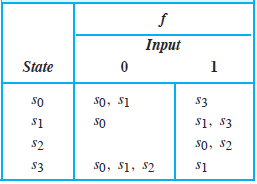 f
Input
State 0 1
s0 s0, s1 s3
s1 s0 s1, s3
s2 s0, s2
s3 s0, s1, s2 s1